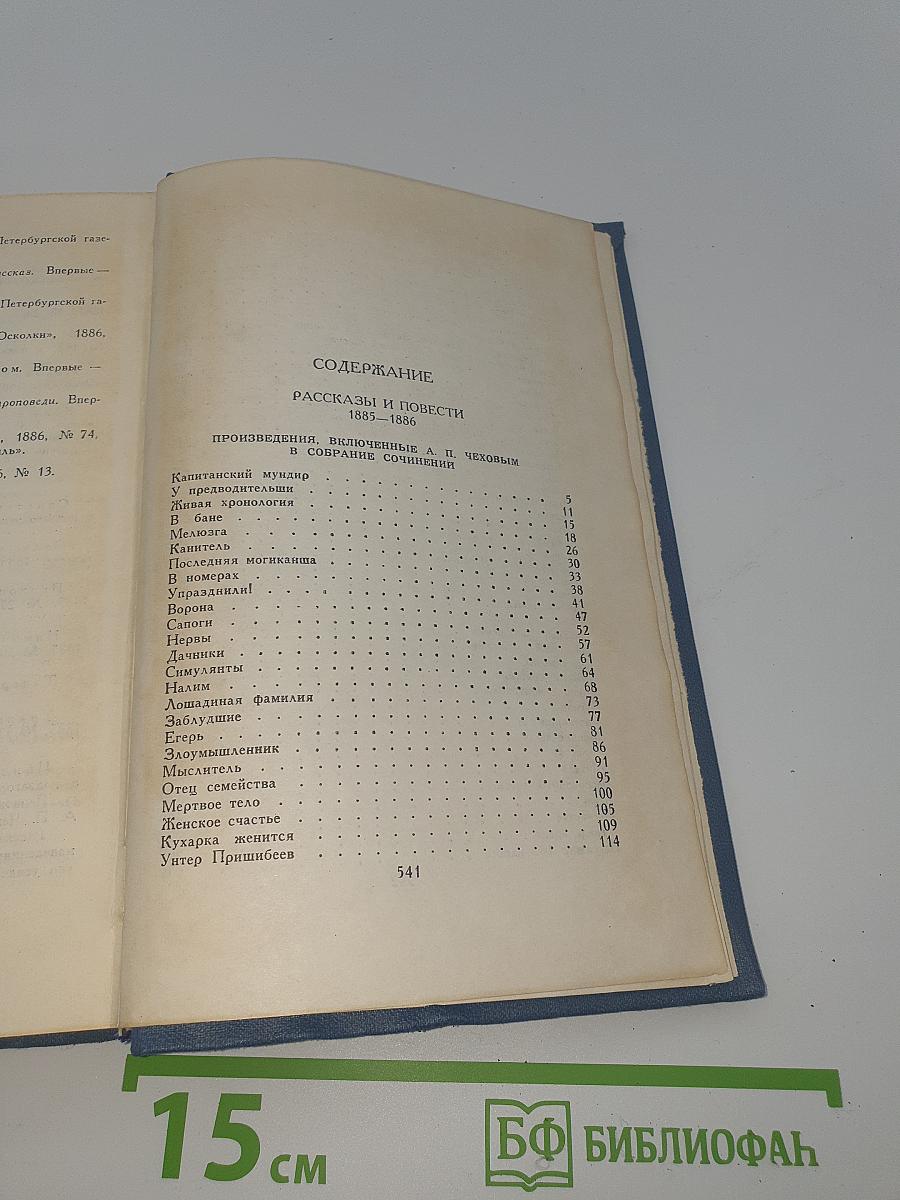 Петербургской газе-
ссказ. Впервые —
Петербургской га-
Осколки», 1886,
ом. Впервые —
роповеди. Впер-
, 1886, № 74,
ль».
, № 13.
СОДЕРЖАНИЕ
РАССКАЗЫ И ПОВЕСТИ
1885—1886
ПРОИЗВЕДЕНИЯ, ВКЛЮЧЕННЫЕ А. П. ЧЕХОВЫМ
В СОБРАНИЕ СОЧИНЕНИЙ
Капитанский мундир . . . 5
У предводительши . . . 11
Живая хронология . . . 15
В бане . . . 18
Мелюзга . . . 26
Канитель . . . 30
Последняя могиканша . . . 33
В номерах . . . 38
Упразднили! . . . 41
Ворона . . . 47
Сапоги . . . 52
Нервы . . . 57
Дачники . . . 61
Симулянты . . . 64
Налим . . . 68
Лошадиная фамилия . . . 73
Заблудшие . . . 77
Егерь . . . 81
Злоумышленник . . . 86
Мыслитель . . . 91
Отец семейства . . . 95
Мертвое тело . . . 100
Женское счастье . . . 105
Кухарка женится . . . 109
Унтер Пришибеев . . . 114
541
15 см
БФ БИБЛИОФАН